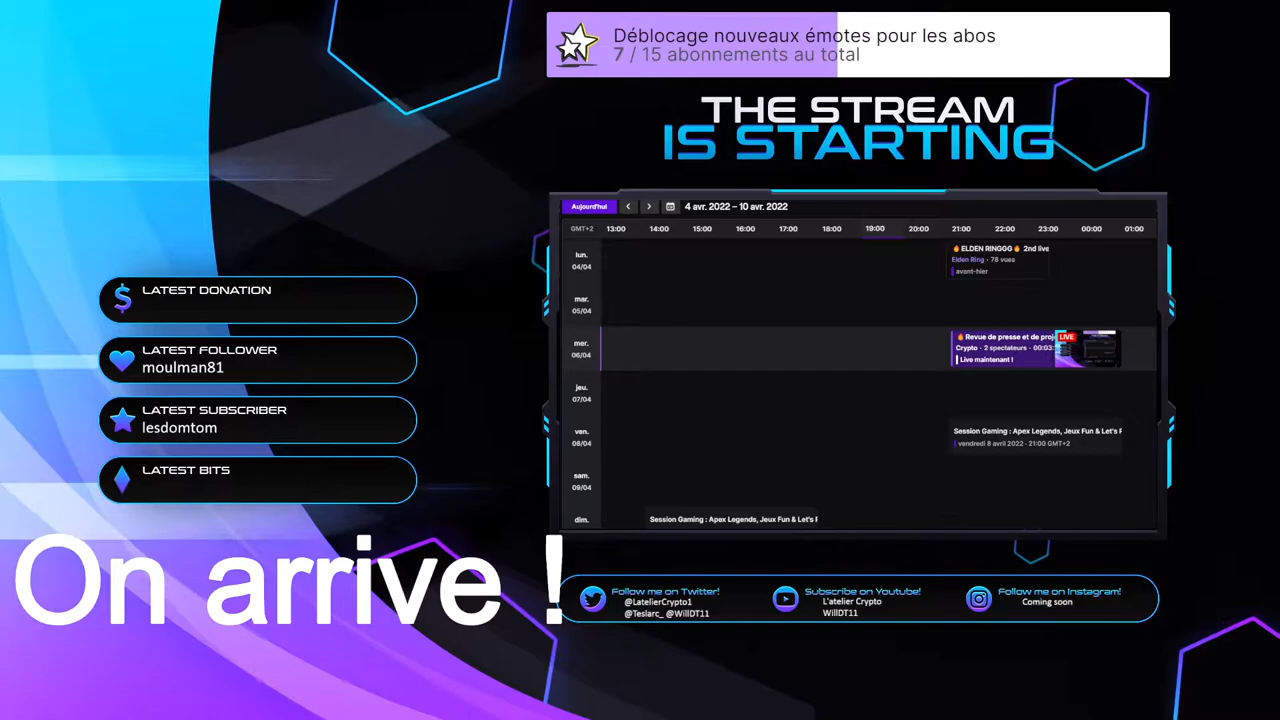 Déblocage nouveaux émotes pour les abos
7 / 15 abonnements au total
THE STREAM
IS STARTING
Aujourd'hui
4 avr. 2022 – 10 avr. 2022
GMT+2 13:00 14:00 15:00 16:00 17:00 18:00 19:00 20:00 21:00 22:00 23:00 00:00 01:00
lun.
04/04
ELDEN RINGGG 2nd live
Elden Ring • 78 vues
avant-hier
mar.
05/04
mer.
06/04
Revue de presse et de proj
Crypto • 2 spectateurs • 00:03:
Live maintenant !
LIVE
jeu.
07/04
ven.
08/04
Session Gaming : Apex Legends, Jeux Fun & Let's P
vendredi 8 avril 2022 • 21:00 GMT+2
sam.
09/04
dim.
Session Gaming : Apex Legends, Jeux Fun & Let's P
LATEST DONATION
LATEST FOLLOWER
moulman81
LATEST SUBSCRIBER
lesdomtom
LATEST BITS
On arrive !
Follow me on Twitter!
@LatelierCrypto1
@Teslarc_ @WillDT11
Subscribe on Youtube!
L'atelier Crypto
WillDT11
Follow me on Instagram!
Coming soon